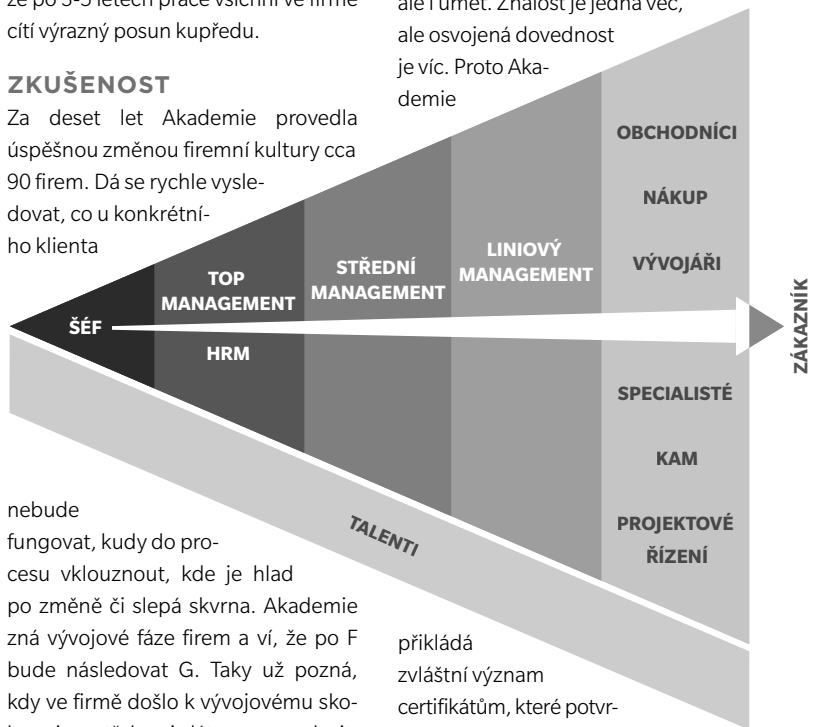 že po 3-5 letech práce všichni ve firmě
cítí výrazný posun kupředu.
ZKUŠENOST
Za deset let Akademie provedla
úspěšnou změnou firemní kultury cca
90 firem. Dá se rychle vysle-
dovat, co u konkrétní-
ho klienta
nebude
fungovat, kudy do pro-
cesu vklouznout, kde je hlad
po změně či slepá skvrna. Akademie
zná vývojové fáze firem a ví, že po F
bude následovat G. Taky už pozná,
kdy ve firmě došlo k vývojovému sko-
ale i umět. Znalost je jedna věc,
ale osvojená dovednost
je víc. Proto Aka-
demie
přikládá
zvláštní význam
certifikátům, které potvr-
ŠÉF
TOP
MANAGEMENT
HRM
STŘEDNÍ
MANAGEMENT
LINIOVÝ
MANAGEMENT
OBCHODNÍCI
NÁKUP
VÝVOJÁŘI
SPECIALISTÉ
KAM
PROJEKTOVÉ
ŘÍZENÍ
ZÁKAZNÍK
TALENTI